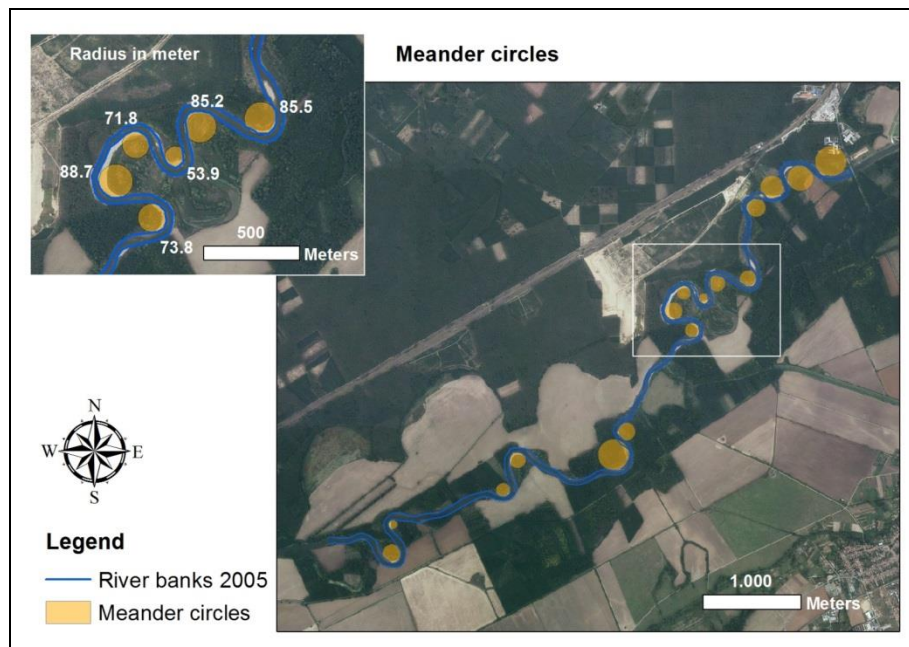 Meander circles
Radius in meter
85.2
85.5
71.8
88.7
53.9
73.8
500
Meters
N
W E
S
Legend
River banks 2005
Meander circles
1.000
Meters